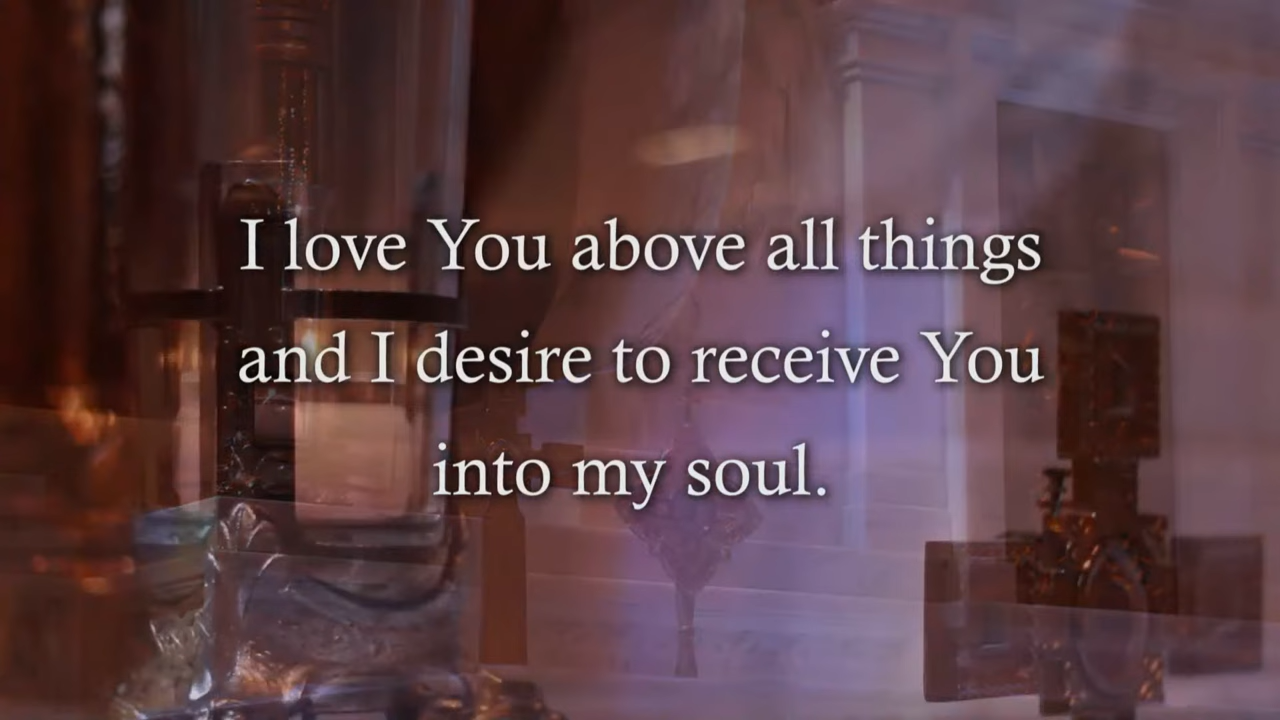 I love You above all things
and I desire to receive You
into my soul.